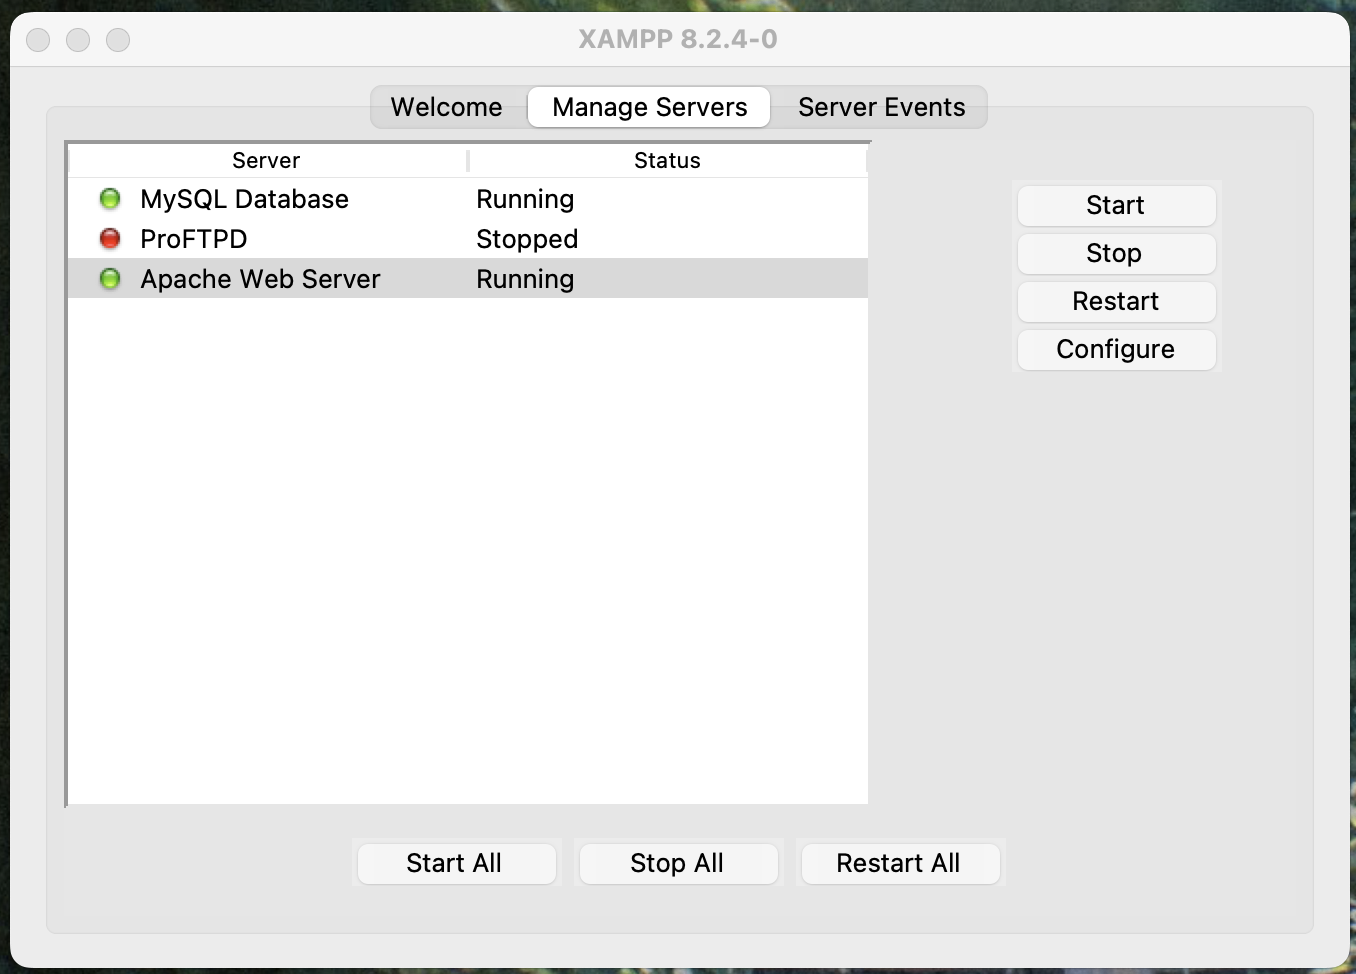 XAMPP 8.2.4-0
Welcome Manage Servers Server Events
Server Status
MySQL Database Running
ProFTPD Stopped
Apache Web Server Running
Start
Stop
Restart
Configure
Start All Stop All Restart All